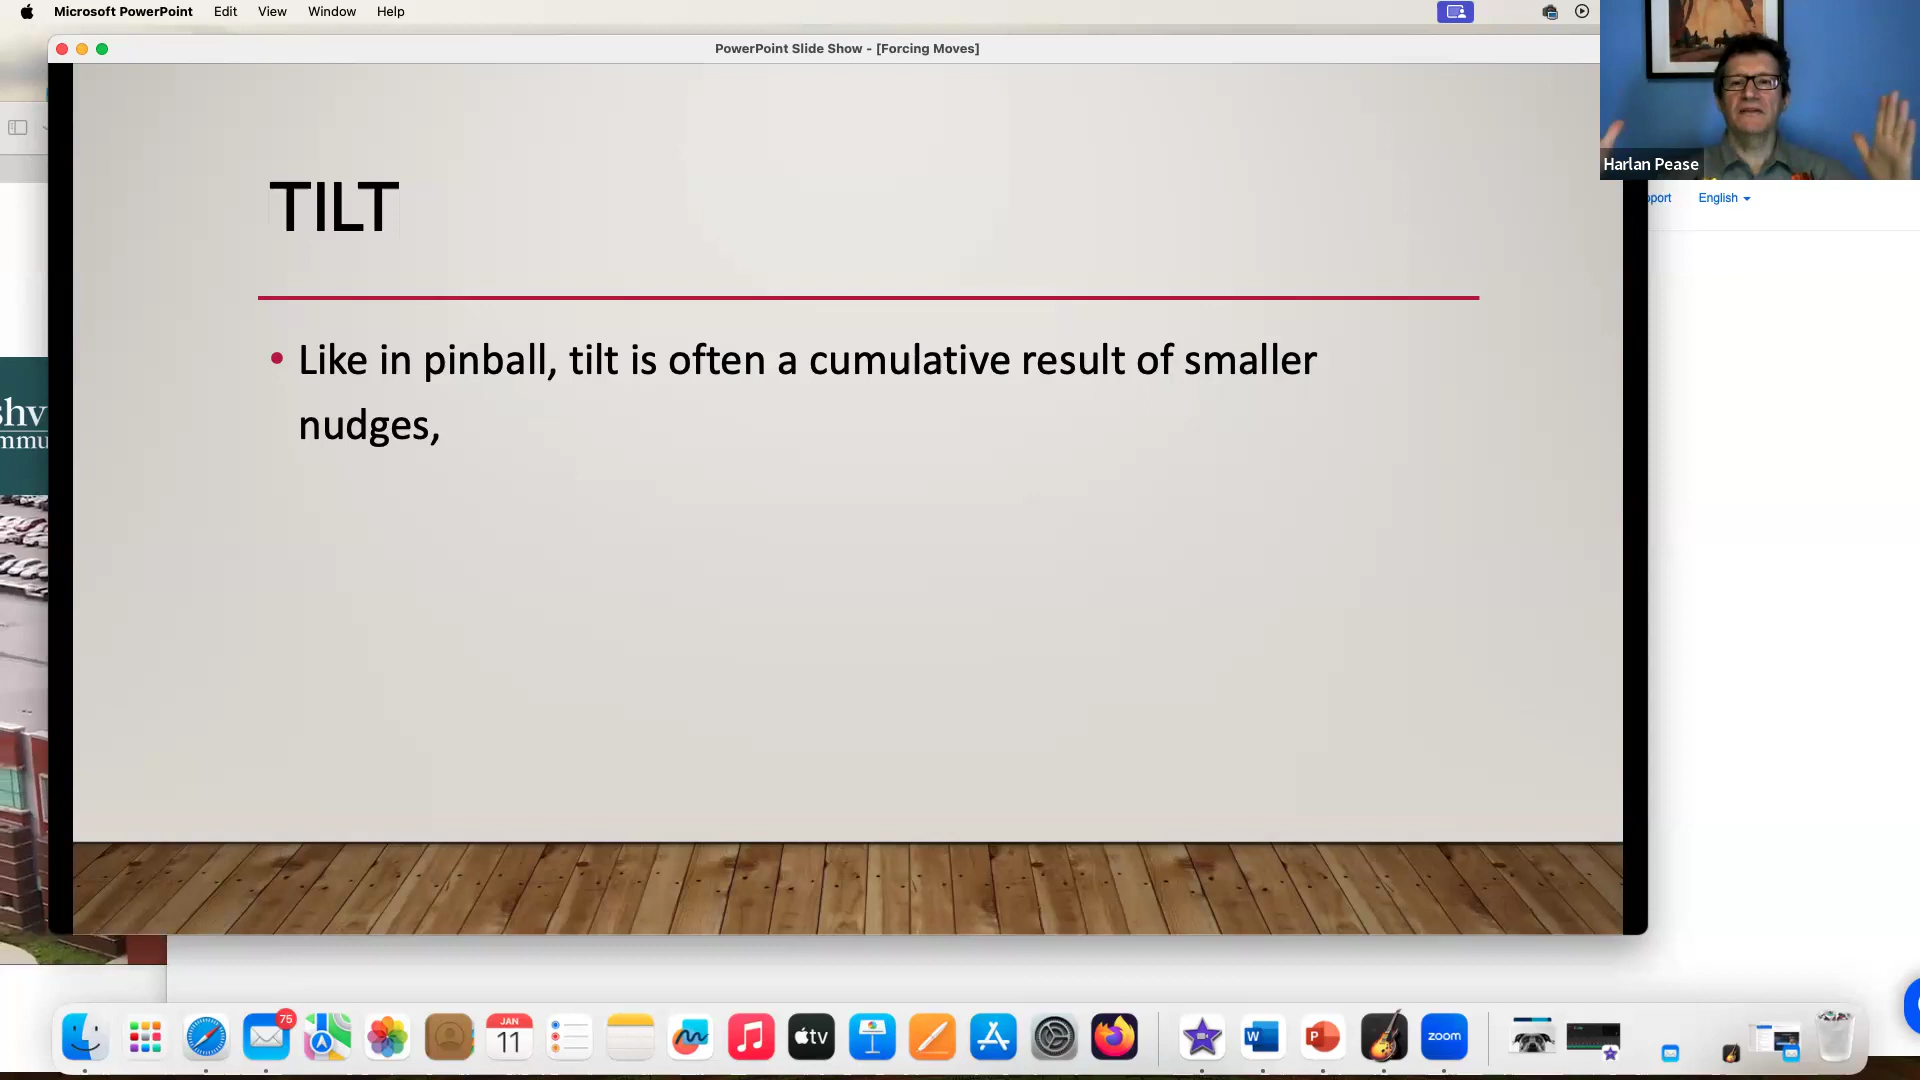 Microsoft PowerPoint Edit View Window Help
PowerPoint Slide Show - [Forcing Moves]
Harlan Pease
English
TILT
• Like in pinball, tilt is often a cumulative result of smaller
nudges,
75
JAN
11
tv
W
P
zoom